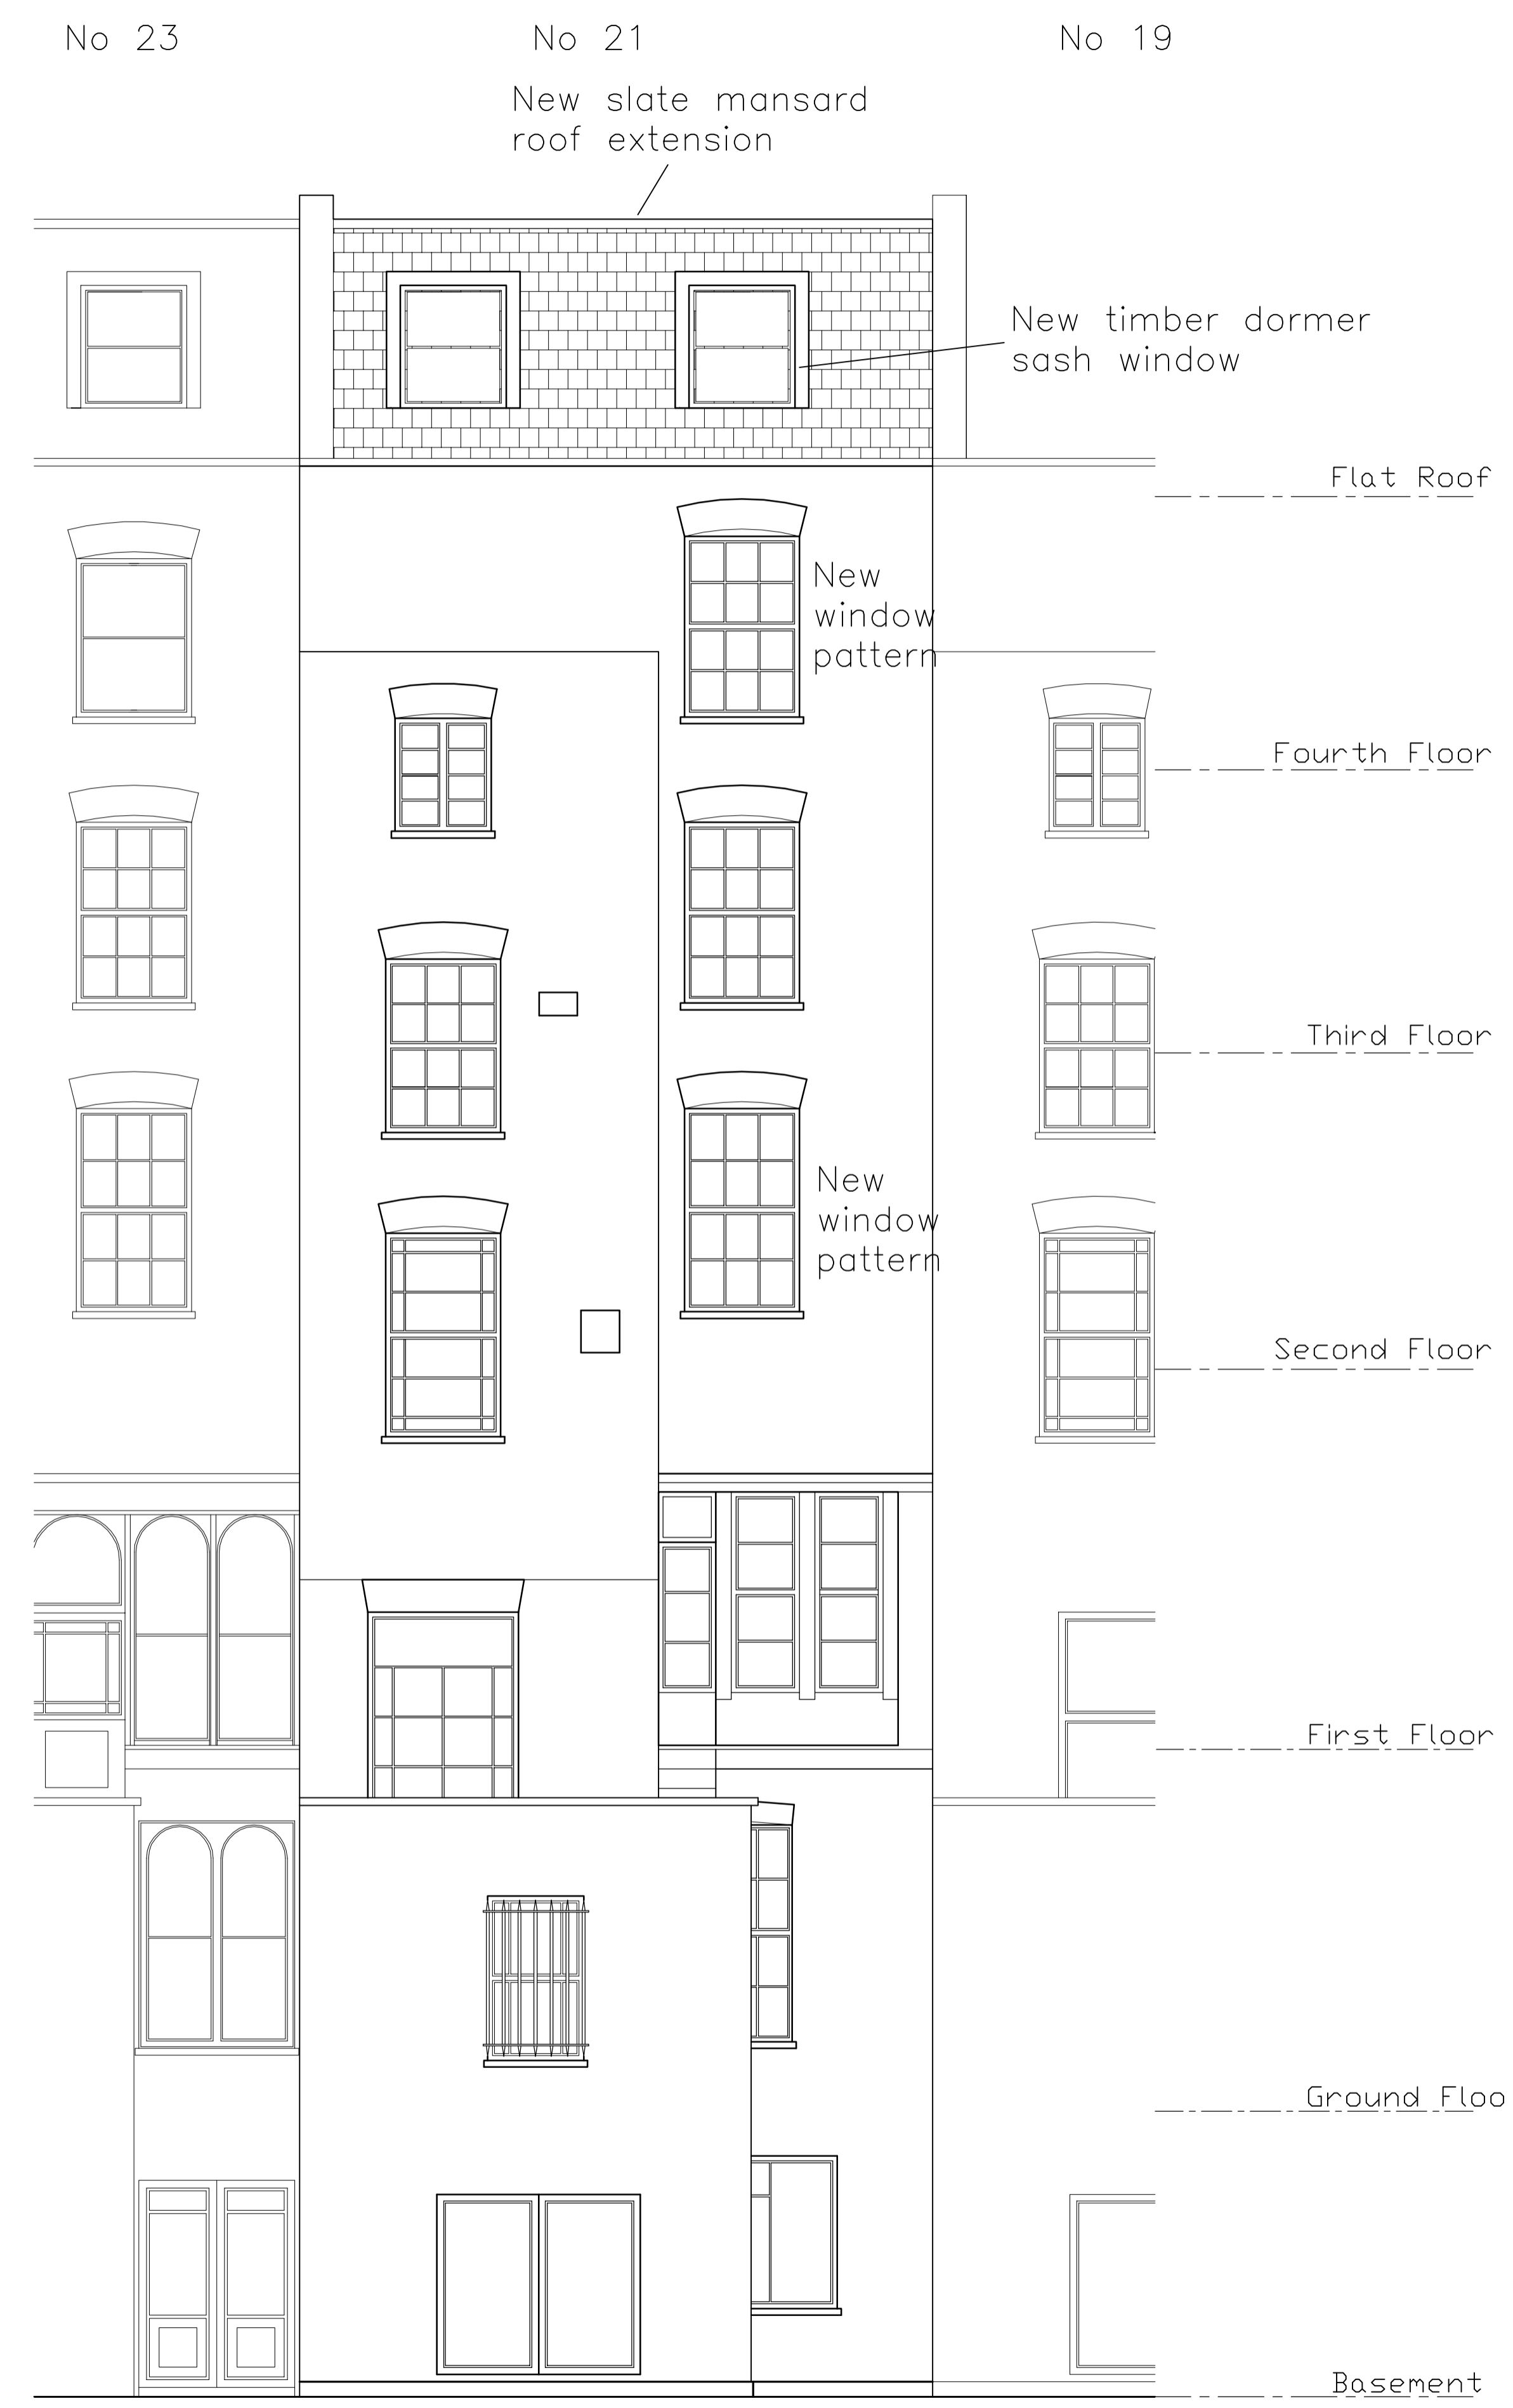 No 23
No 21
No 19
New slate mansard
roof extension
New timber dormer
sash window
Flat Roof
New
window
pattern
Fourth Floor
Third Floor
New
window
pattern
Second Floor
First Floor
Ground Floo
Basement